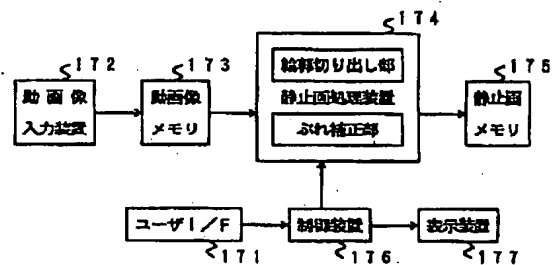 174
172
173
175
動画像
入力装置
動画像
メモリ
輪郭切り出し部
静止画処理装置
ぶれ補正部
静止画
メモリ
ユーザI/F
制御装置
表示装置
171
176
177